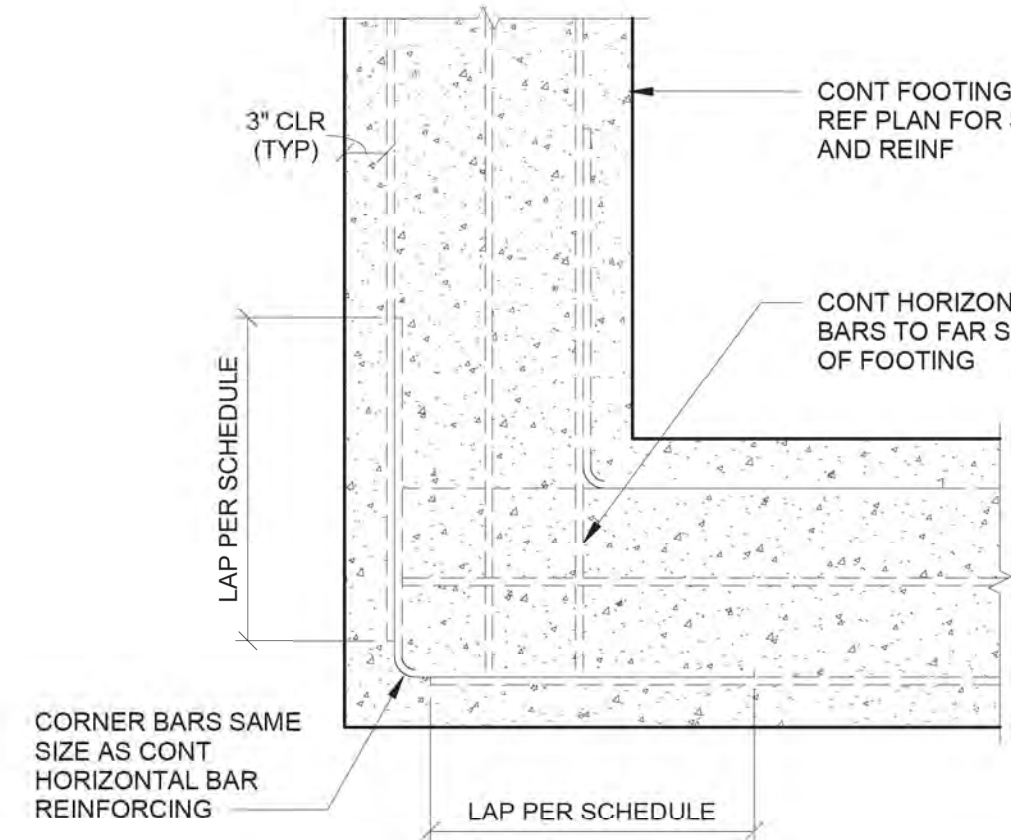 3" CLR
(TYP)
CONT FOOTING
REF PLAN FOR
AND REINF
CONT
BARS TO FAR
OF FOOTING
LAP PER SCHEDULE
CORNER BARS SAME
SIZE AS CONT
HORIZONTAL BAR
REINFORCING
LAP PER SCHEDULE